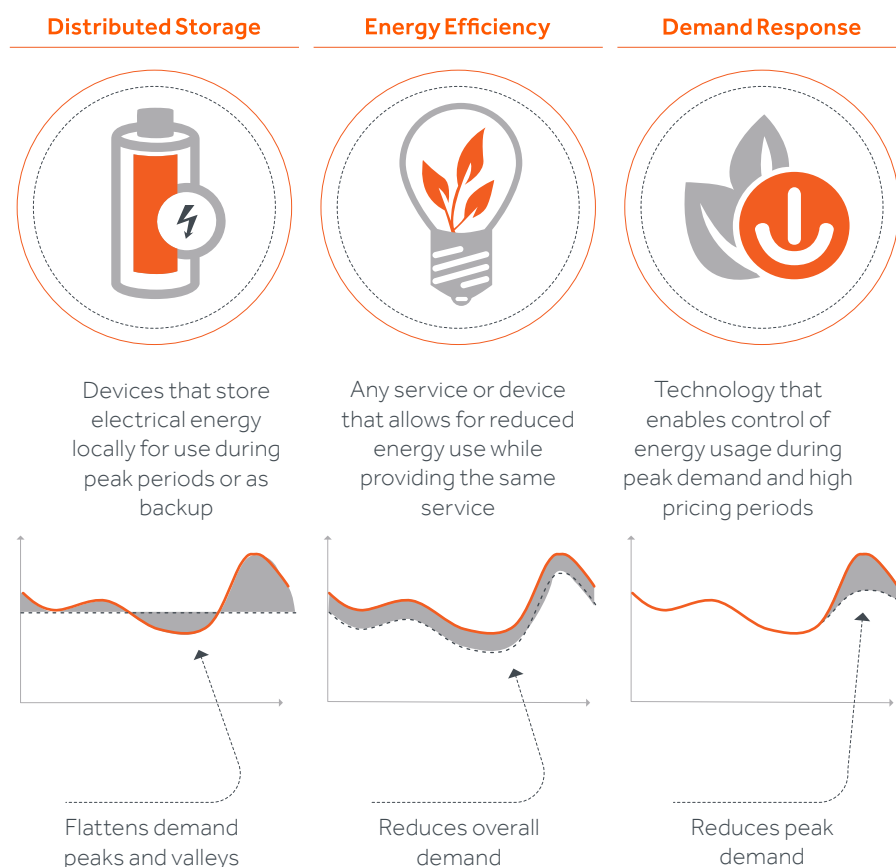 Distributed Storage
Energy Efficiency
Demand Response
Devices that store
electrical energy
locally for use during
peak periods or as
backup
Any service or device
that allows for reduced
energy use while
providing the same
service
Technology that
enables control of
energy usage during
peak demand and high
pricing periods
Flattens demand
peaks and valleys
Reduces overall
demand
Reduces peak
demand